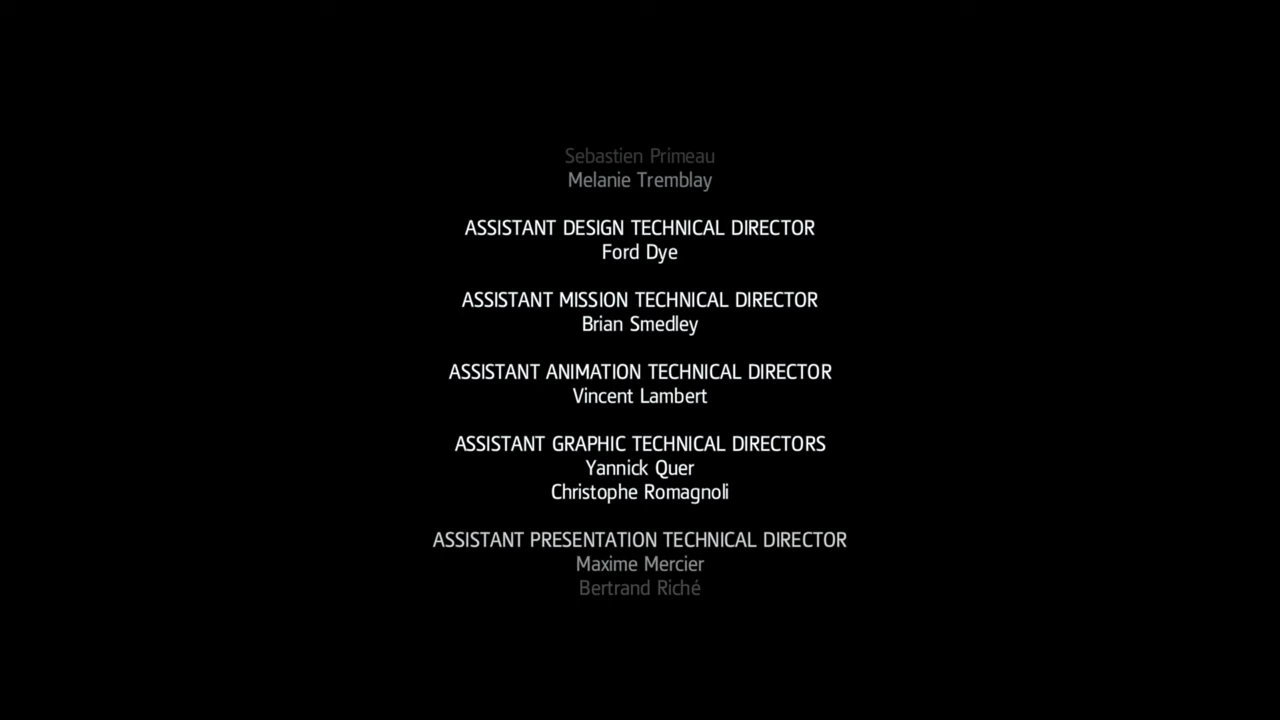 Sebastien Primeau
Melanie Tremblay
ASSISTANT DESIGN TECHNICAL DIRECTOR
Ford Dye
ASSISTANT MISSION TECHNICAL DIRECTOR
Brian Smedley
ASSISTANT ANIMATION TECHNICAL DIRECTOR
Vincent Lambert
ASSISTANT GRAPHIC TECHNICAL DIRECTORS
Yannick Quer
Christophe Romagnoli
ASSISTANT PRESENTATION TECHNICAL DIRECTOR
Maxime Mercier
Bertrand Riché